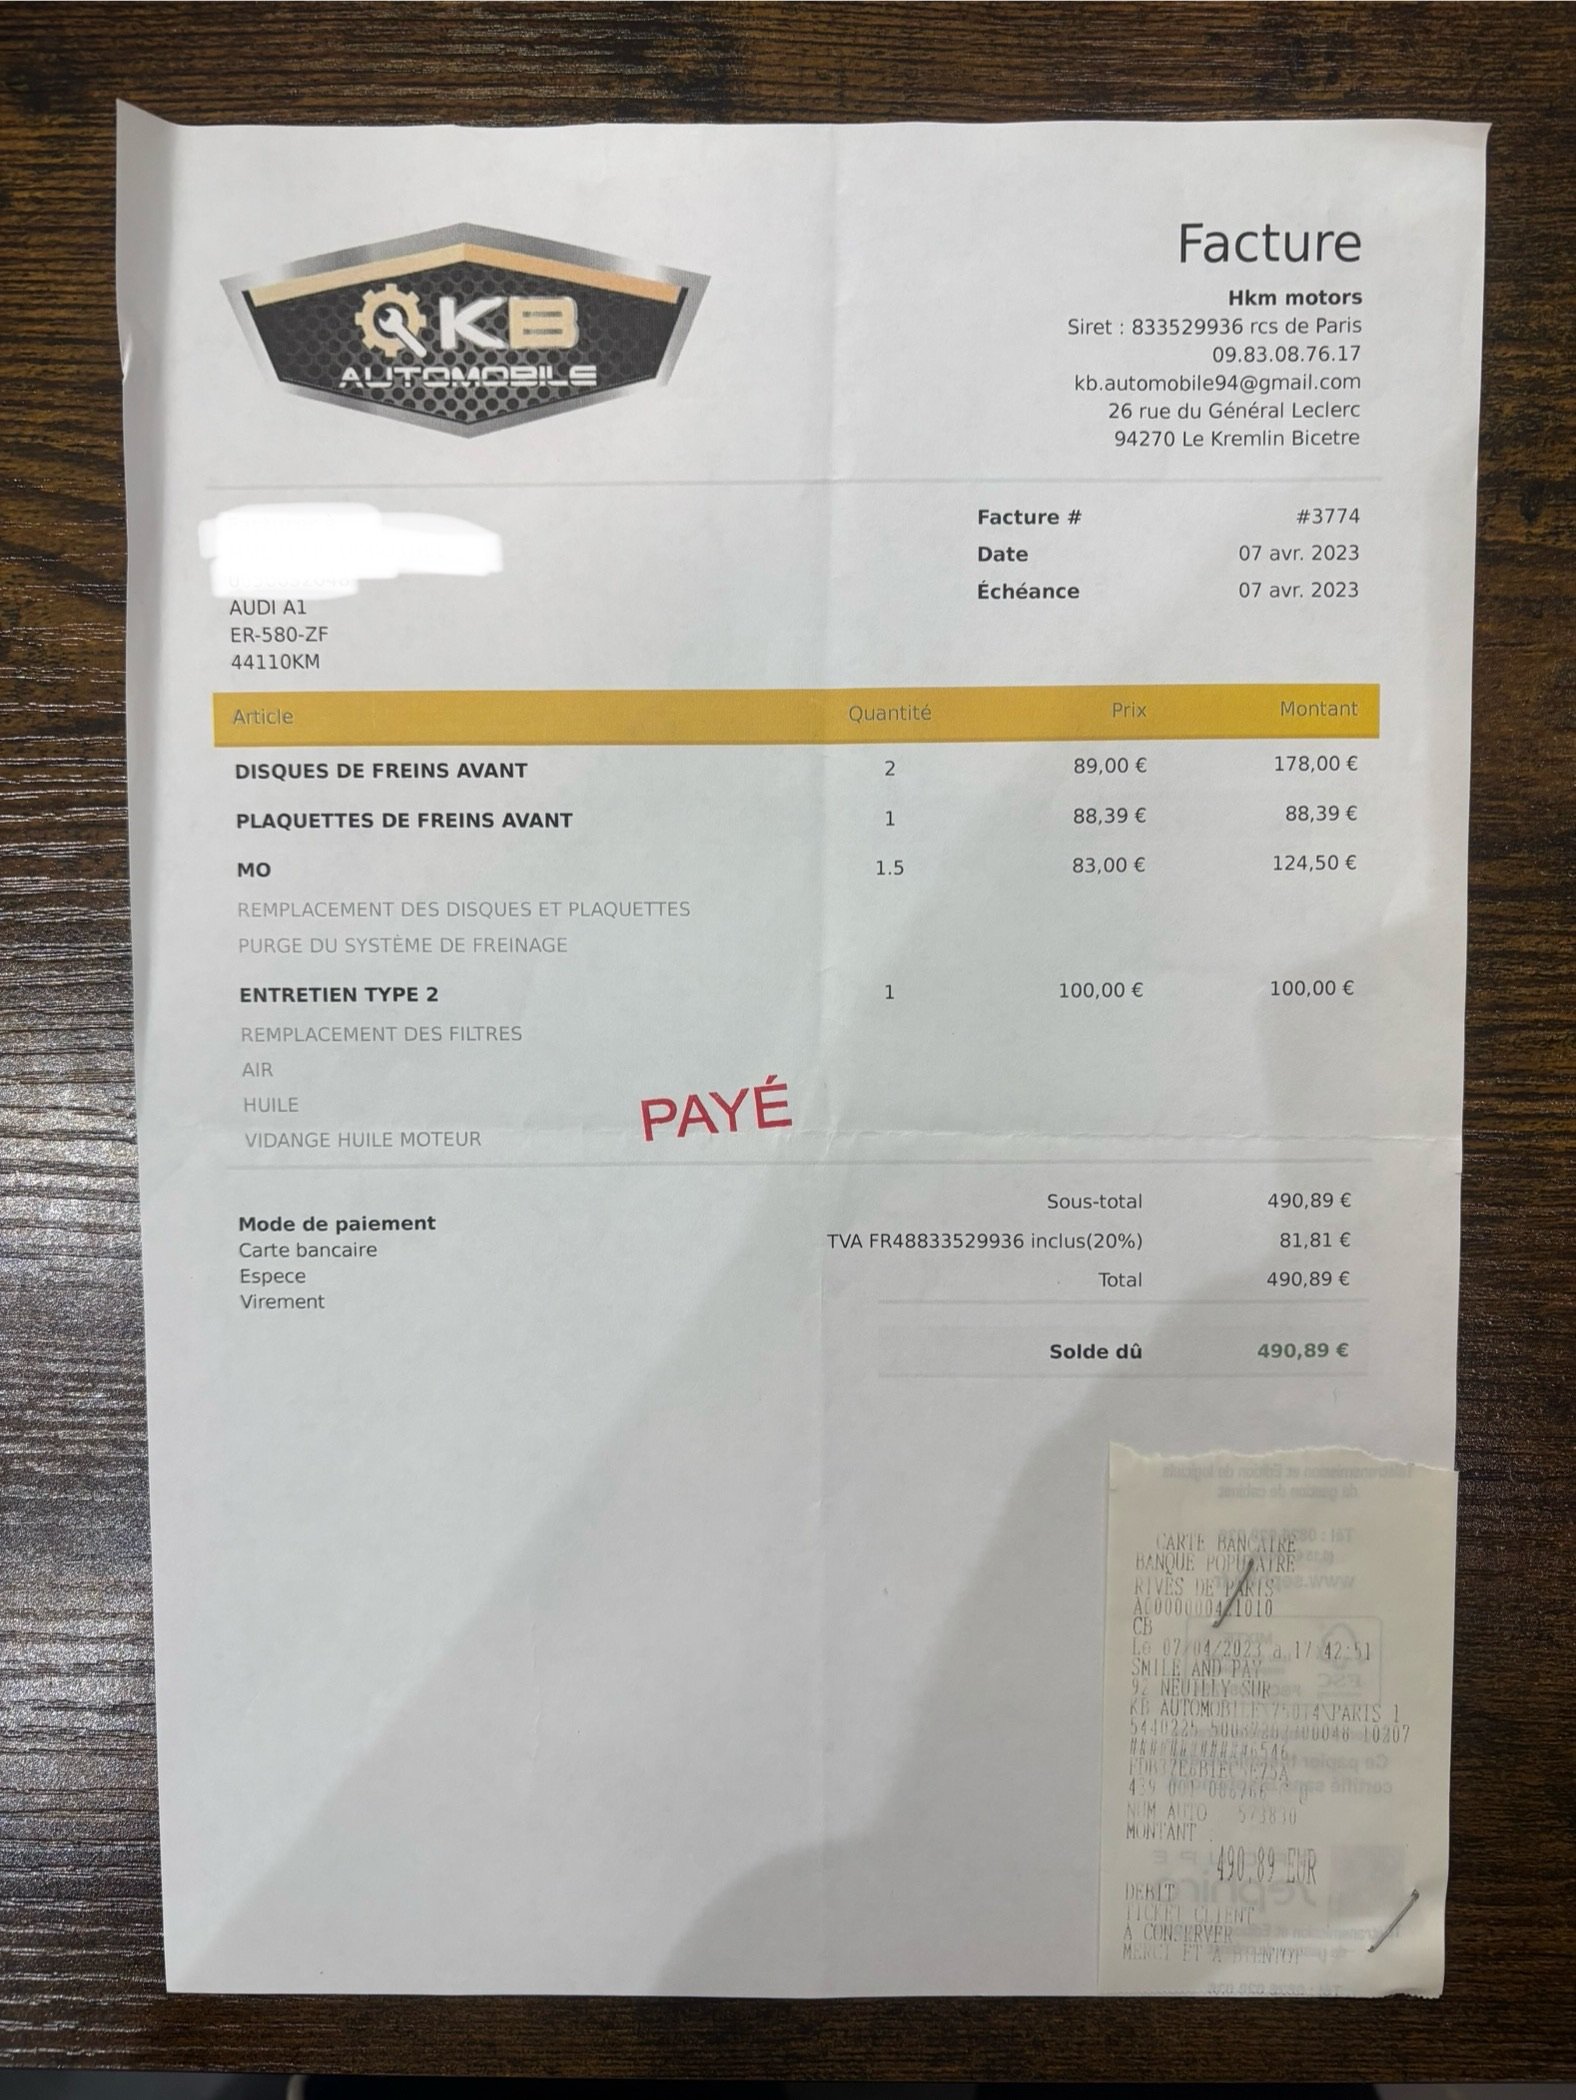 KB
AUTOMOBILE
Facture
Hkm motors
Siret : 833529936 rcs de Paris
09.83.08.76.17
kb.automobile94@gmail.com
26 rue du Général Leclerc
94270 Le Kremlin Bicetre
AUDI A1
ER-580-ZF
44110KM
Facture # #3774
Date 07 avr. 2023
Échéance 07 avr. 2023
Article Quantité Prix Montant
DISQUES DE FREINS AVANT 2 89,00 € 178,00 €
PLAQUETTES DE FREINS AVANT 1 88,39 € 88,39 €
MO 1.5 83,00 € 124,50 €
REMPLACEMENT DES DISQUES ET PLAQUETTES
PURGE DU SYSTÈME DE FREINAGE
ENTRETIEN TYPE 2 1 100,00 € 100,00 €
REMPLACEMENT DES FILTRES
AIR
HUILE
VIDANGE HUILE MOTEUR
PAYÉ
Mode de paiement
Carte bancaire
Espece
Virement
Sous-total 490,89 €
TVA FR48833529936 inclus(20%) 81,81 €
Total 490,89 €
Solde dû 490,89 €
CARTE BANCAIRE
BANQUE POPULAIRE
RIVES DE PARIS
CB
Le 07/04/2023 à 17:42:51
SMILE AND PAY
92 NEUILLY SUR
KB AUTOMOBILE 75014 PARIS 1
NUM AUTO 573830
MONTANT
490,89 EUR
DEBIT
TICKET CLIENT
A CONSERVER
MERCI ET A BIENTOT